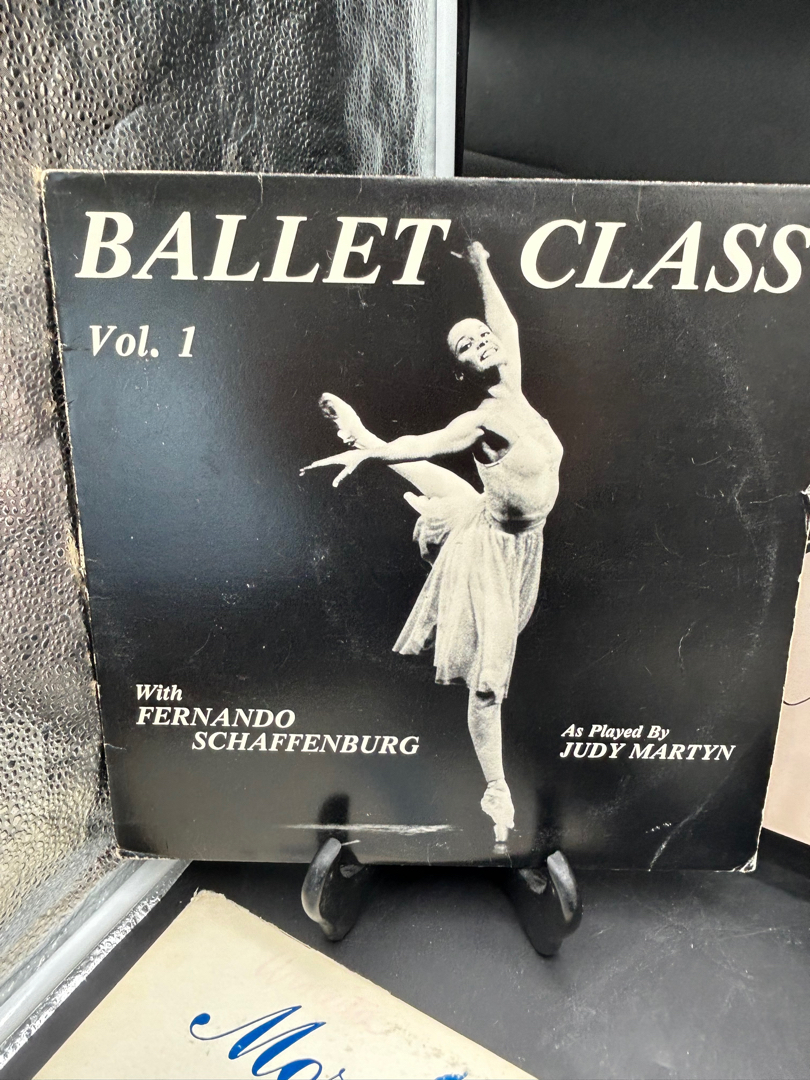 BALLET CLASS
Vol. 1
With
FERNANDO
SCHAFFENBURG
As Played By
JUDY MARTYN